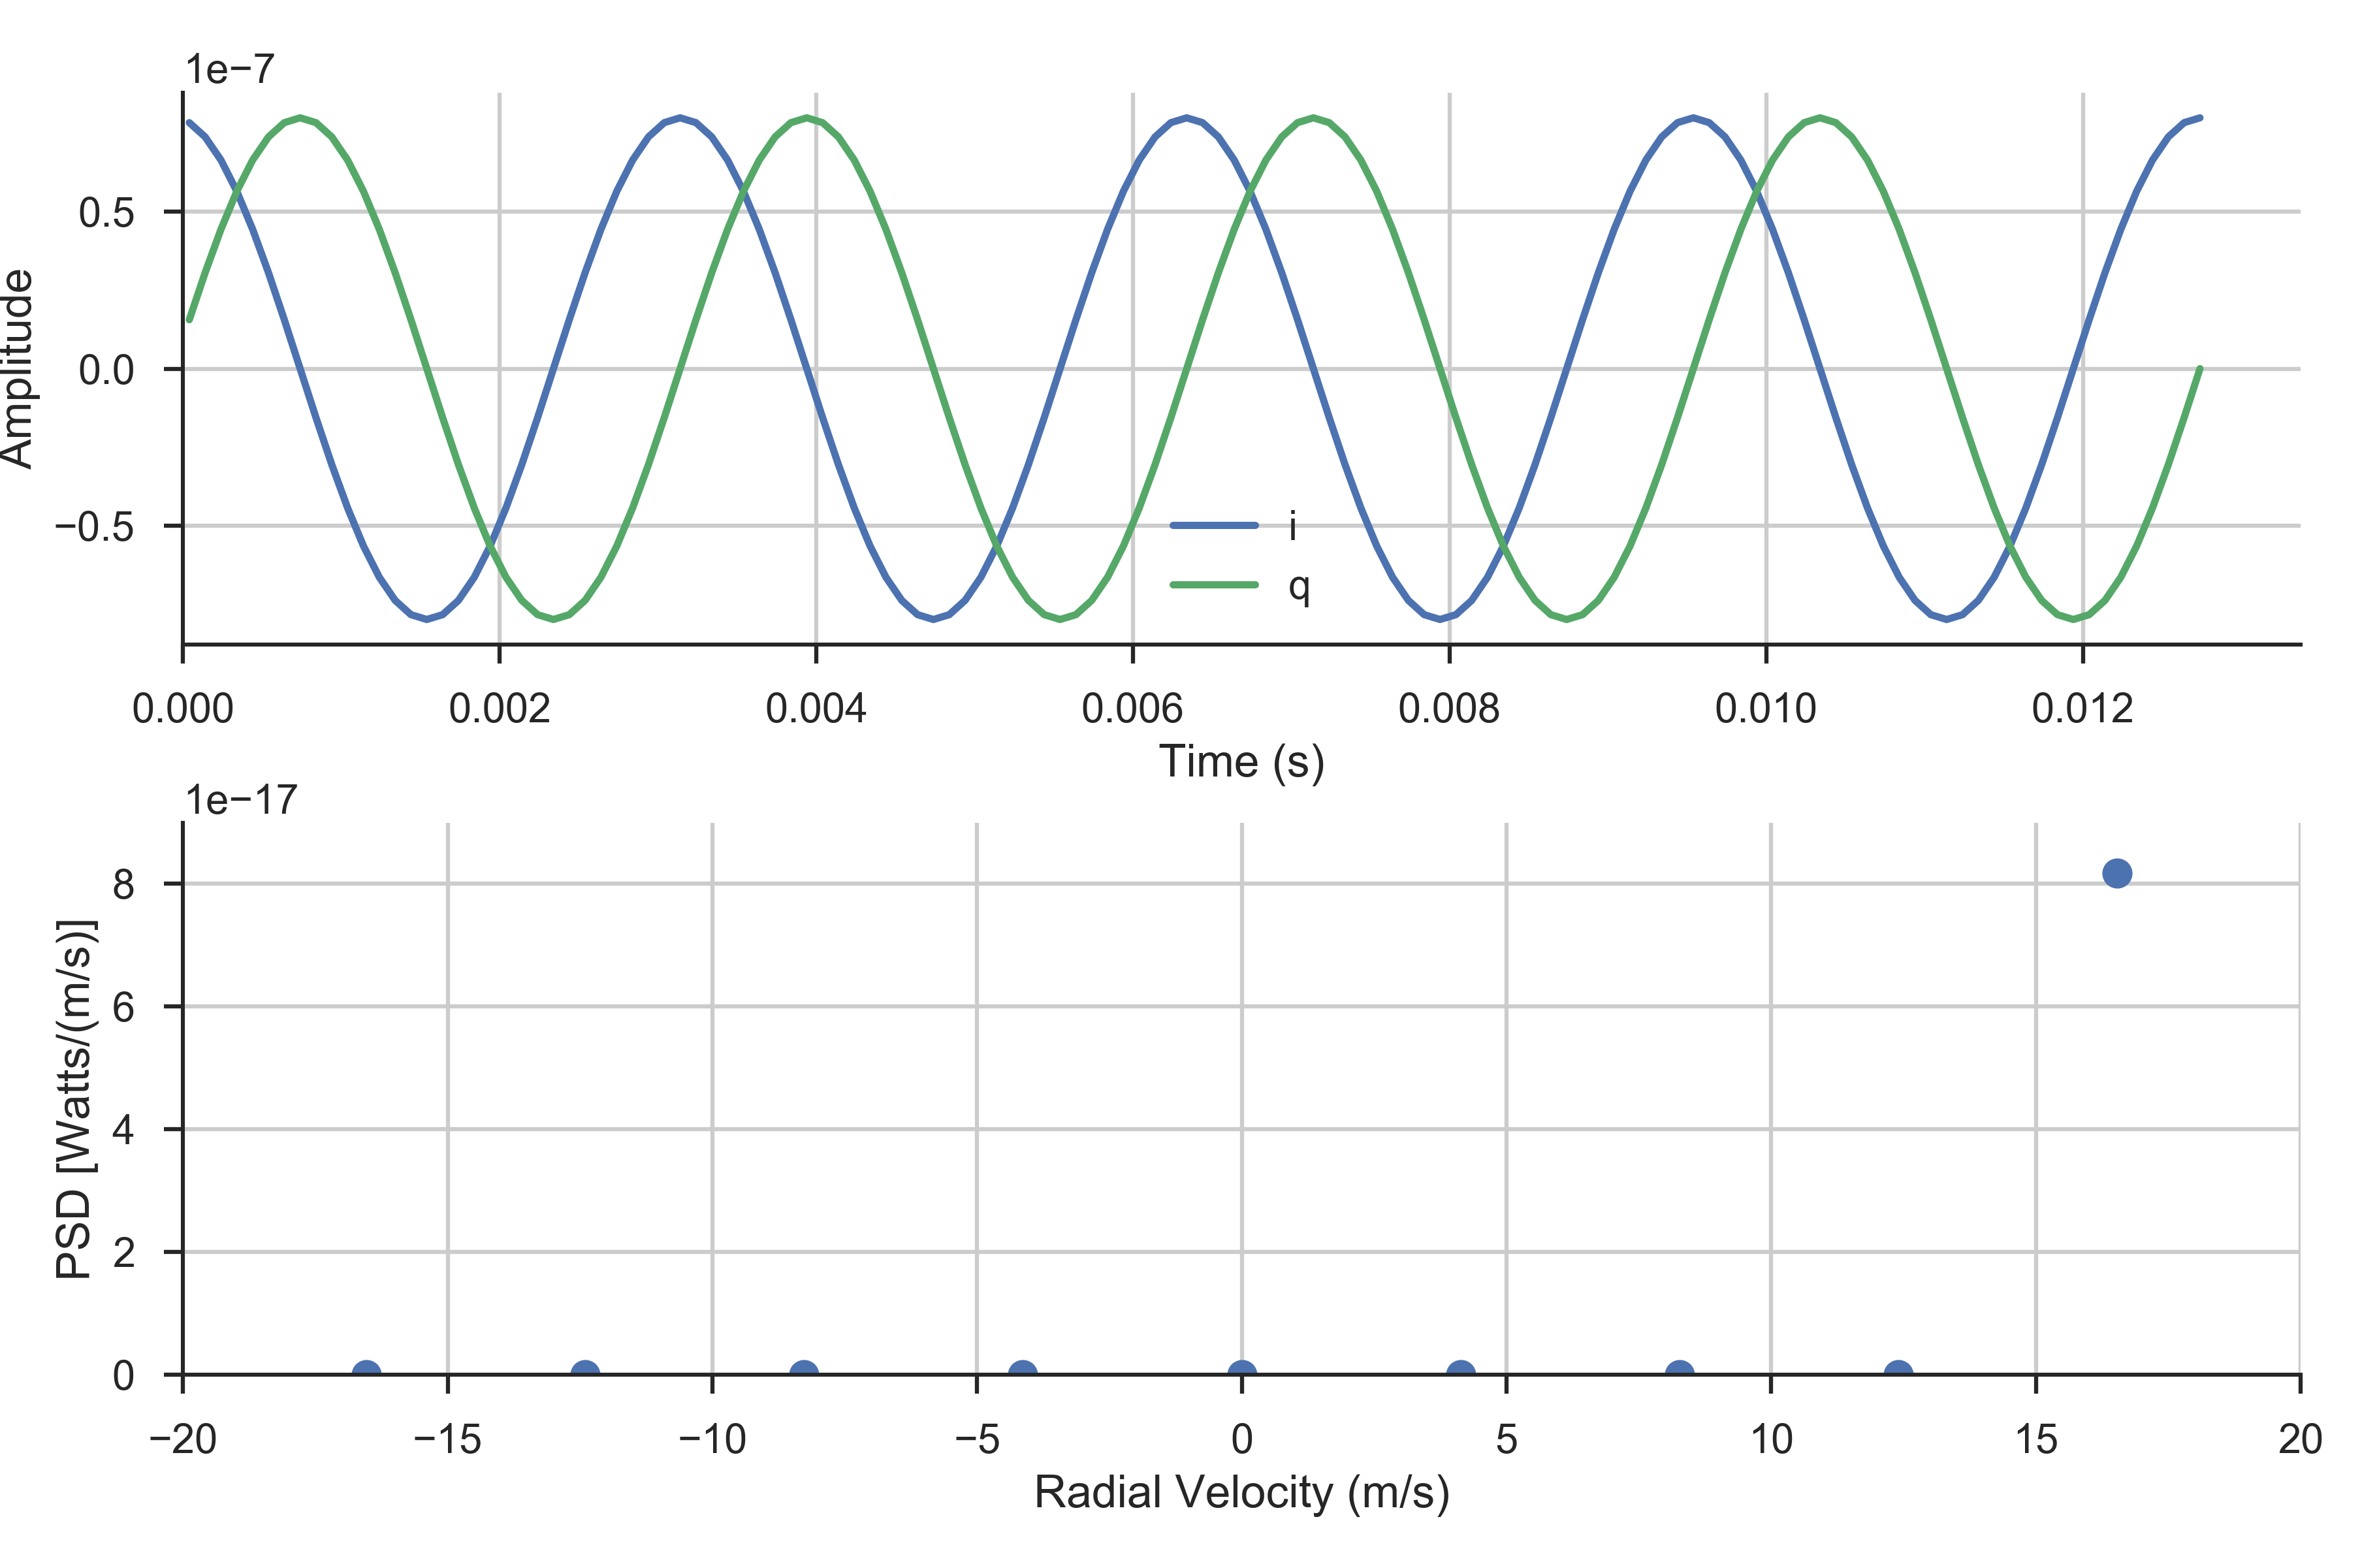 1e−7
Amplitude
0.5
0.0
−0.5
i
q
0.000 0.002 0.004 0.006 0.008 0.010 0.012
Time (s)
1e−17
PSD [Watts/(m/s)]
8
6
4
2
0
−20 −15 −10 −5 0 5 10 15 20
Radial Velocity (m/s)